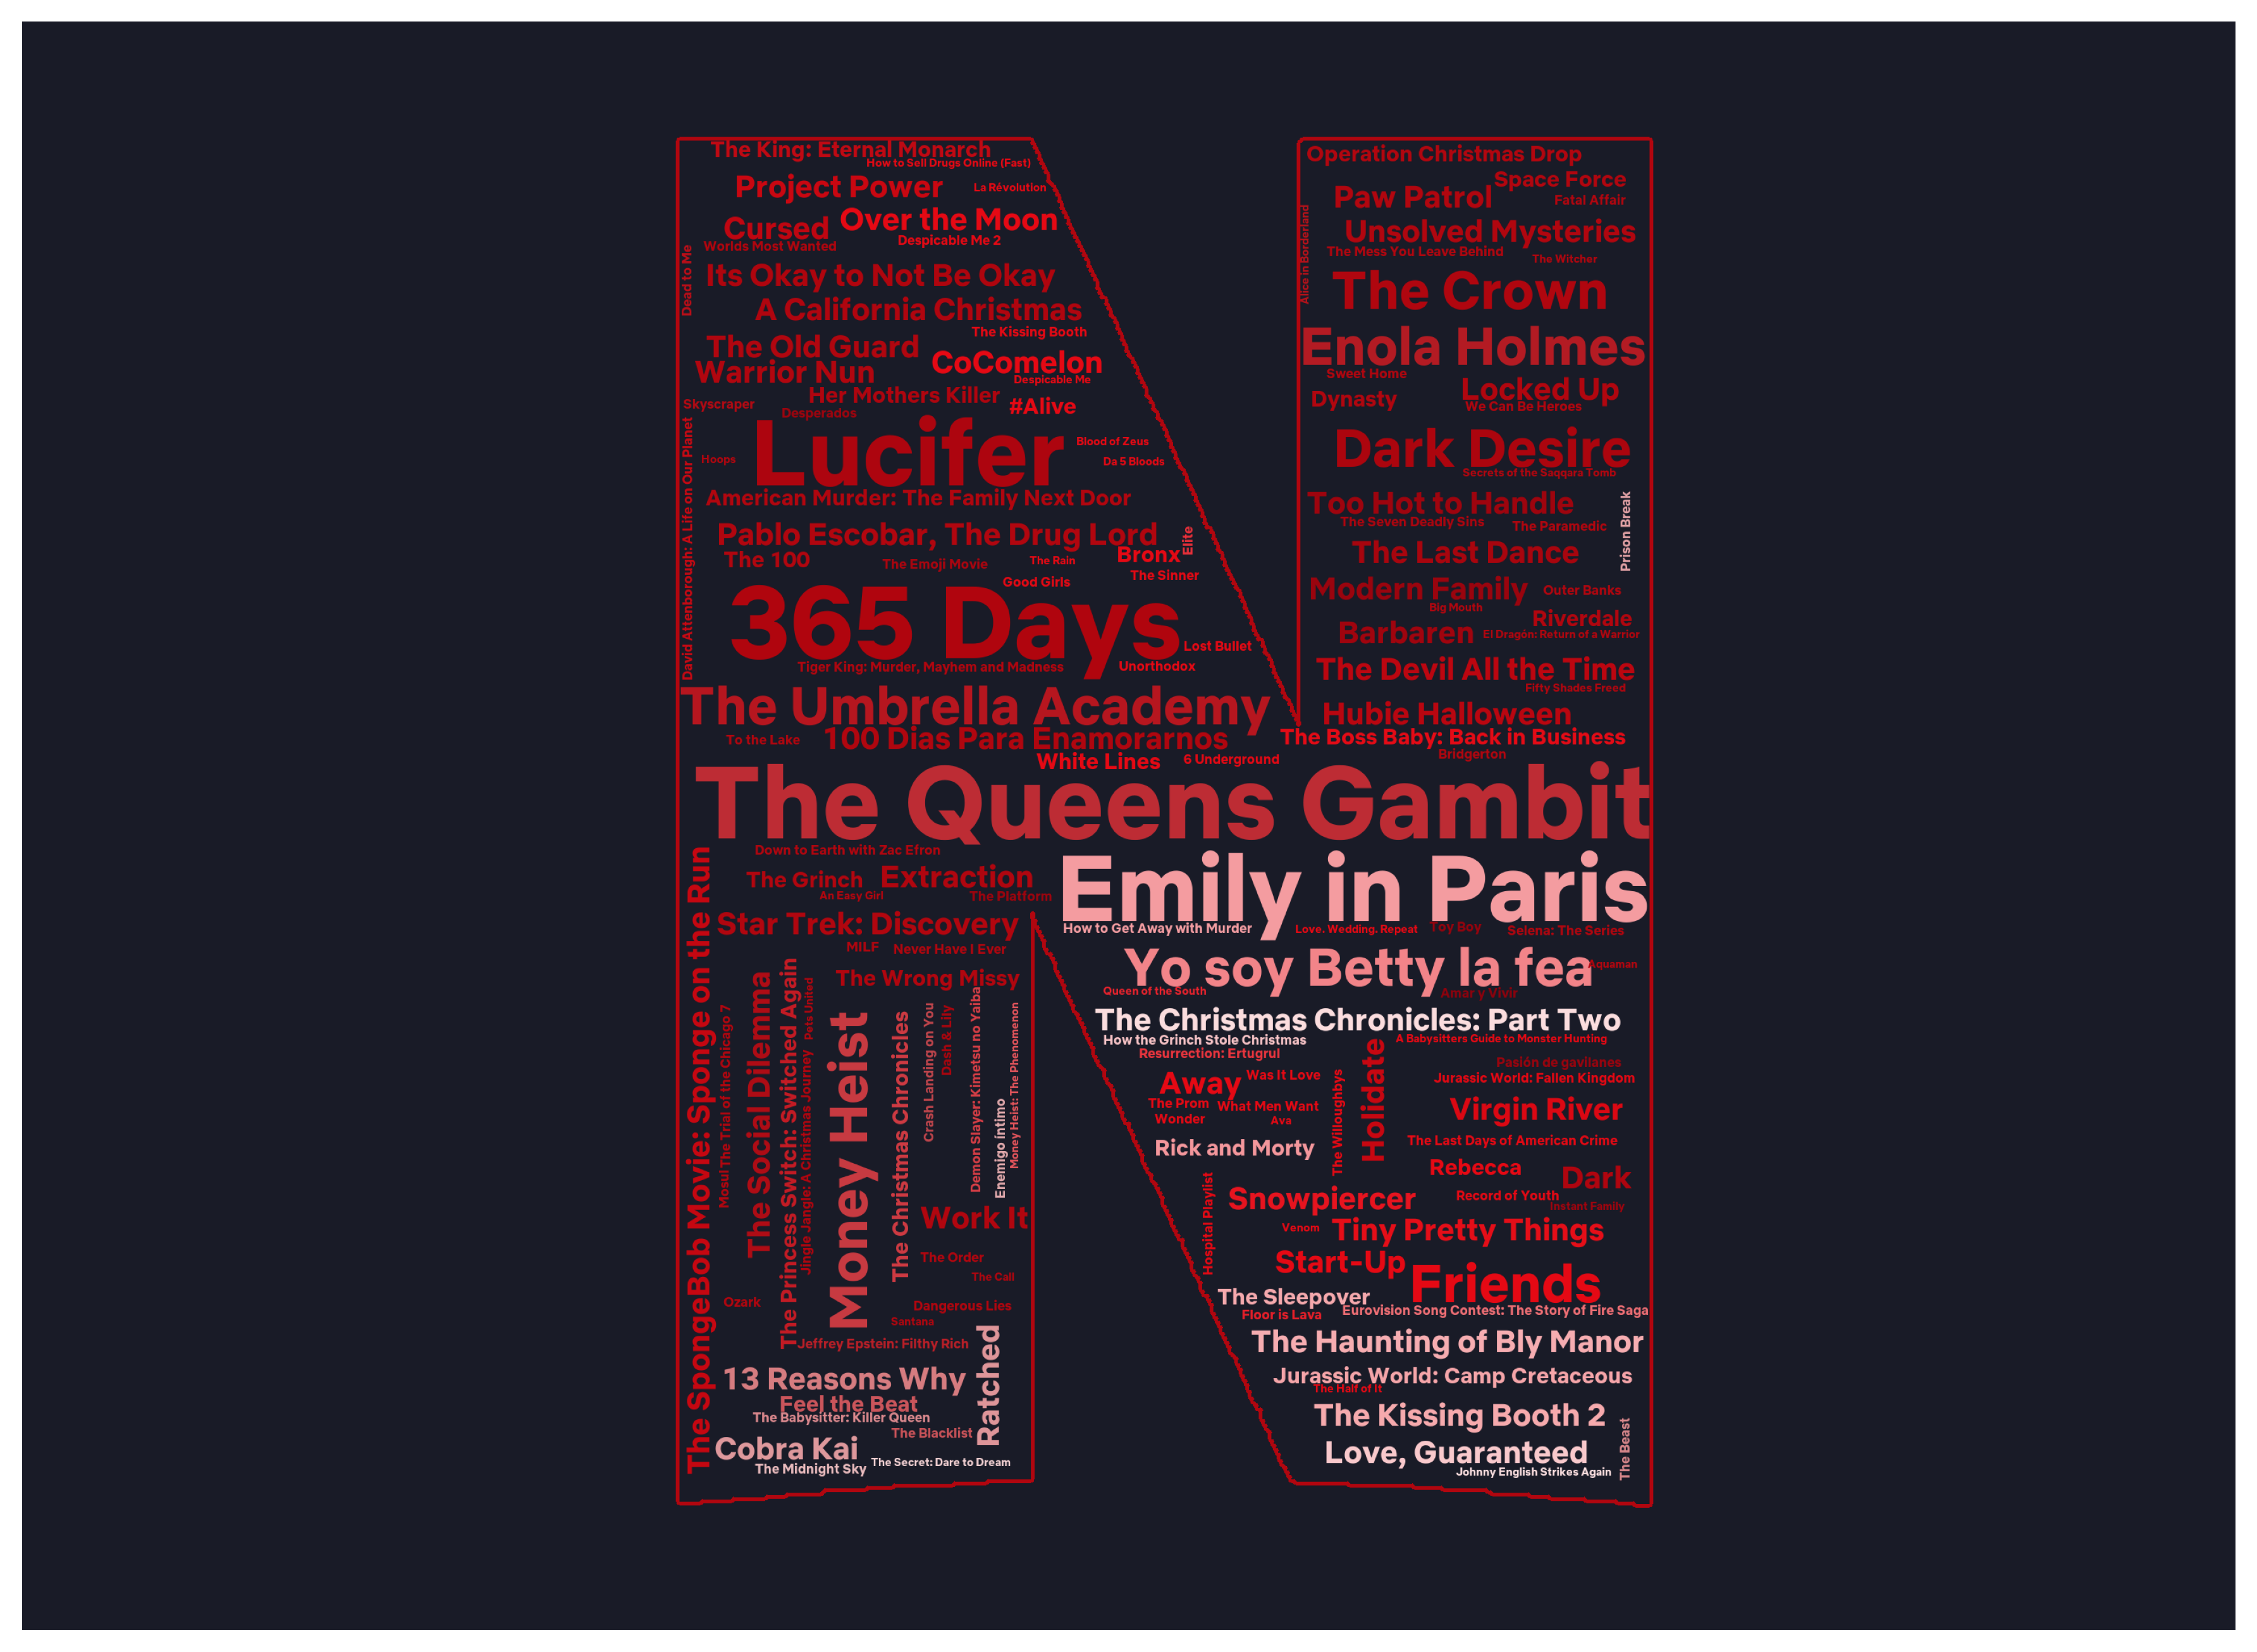 The King: Eternal Monarch
How to Sell Drugs Online (Fast)
Project Power
La Révolution
Over the Moon
Cursed
Despicable Me 2
Worlds Most Wanted
Dead to Me
Its Okay to Not Be Okay
A California Christmas
The Kissing Booth
The Old Guard
CoComelon
Warrior Nun
Despicable Me
Her Mothers Killer
Skyscraper
#Alive
Desperados
Lucifer
Blood of Zeus
Hoops
Da 5 Bloods
David Attenborough: A Life on Our Planet
American Murder: The Family Next Door
Pablo Escobar, The Drug Lord
Elite
Bronx
The 100
The Emoji Movie
The Rain
The Sinner
Good Girls
365 Days
Lost Bullet
Tiger King: Murder, Mayhem and Madness
Unorthodox
The Umbrella Academy
To the Lake
100 Dias Para Enamorarnos
White Lines
6 Underground
Operation Christmas Drop
Space Force
Paw Patrol
Fatal Affair
Alice in Borderland
Unsolved Mysteries
The Mess You Leave Behind
The Witcher
The Crown
Enola Holmes
Sweet Home
Locked Up
Dynasty
We Can Be Heroes
Dark Desire
Secrets of the Saqqara Tomb
Too Hot to Handle
Prison Break
The Seven Deadly Sins
The Paramedic
The Last Dance
Modern Family
Outer Banks
Big Mouth
Riverdale
Barbaren
El Dragón: Return of a Warrior
The Devil All the Time
Fifty Shades Freed
Hubie Halloween
The Boss Baby: Back in Business
Bridgerton
The Queens Gambit
Down to Earth with Zac Efron
The Grinch
Extraction
An Easy Girl
The Platform
Emily in Paris
The SpongeBob Movie: Sponge on the Run
Star Trek: Discovery
MILF
Never Have I Ever
The Wrong Missy
Mosul
The Trial of the Chicago 7
The Social Dilemma
The Princess Switch: Switched Again
Pets United
Jingle Jangle: A Christmas Journey
Money Heist
The Christmas Chronicles
Crash Landing on You
Dash & Lily
Demon Slayer: Kimetsu no Yaiba
Enemigo intimo
Money Heist: The Phenomenon
Work It
The Order
The Call
Ozark
Dangerous Lies
Santana
Jeffrey Epstein: Filthy Rich
Ratched
13 Reasons Why
Feel the Beat
The Babysitter: Killer Queen
The Blacklist
Cobra Kai
The Secret: Dare to Dream
The Midnight Sky
How to Get Away with Murder
Love. Wedding. Repeat
Toy Boy
Selena: The Series
Yo soy Betty la fea
Aquaman
Queen of the South
Amar y Vivir
The Christmas Chronicles: Part Two
How the Grinch Stole Christmas
A Babysitters Guide to Monster Hunting
Resurrection: Ertugrul
Holidate
Pasión de gavilanes
Away
Was It Love
Jurassic World: Fallen Kingdom
The Willoughbys
The Prom
What Men Want
Virgin River
Wonder
Ava
Rick and Morty
The Last Days of American Crime
Rebecca
Dark
Hospital Playlist
Snowpiercer
Record of Youth
Instant Family
Venom
Tiny Pretty Things
Start-Up
Friends
The Sleepover
Floor is Lava
Eurovision Song Contest: The Story of Fire Saga
The Haunting of Bly Manor
Jurassic World: Camp Cretaceous
The Half of It
The Kissing Booth 2
The Beast
Love, Guaranteed
Johnny English Strikes Again